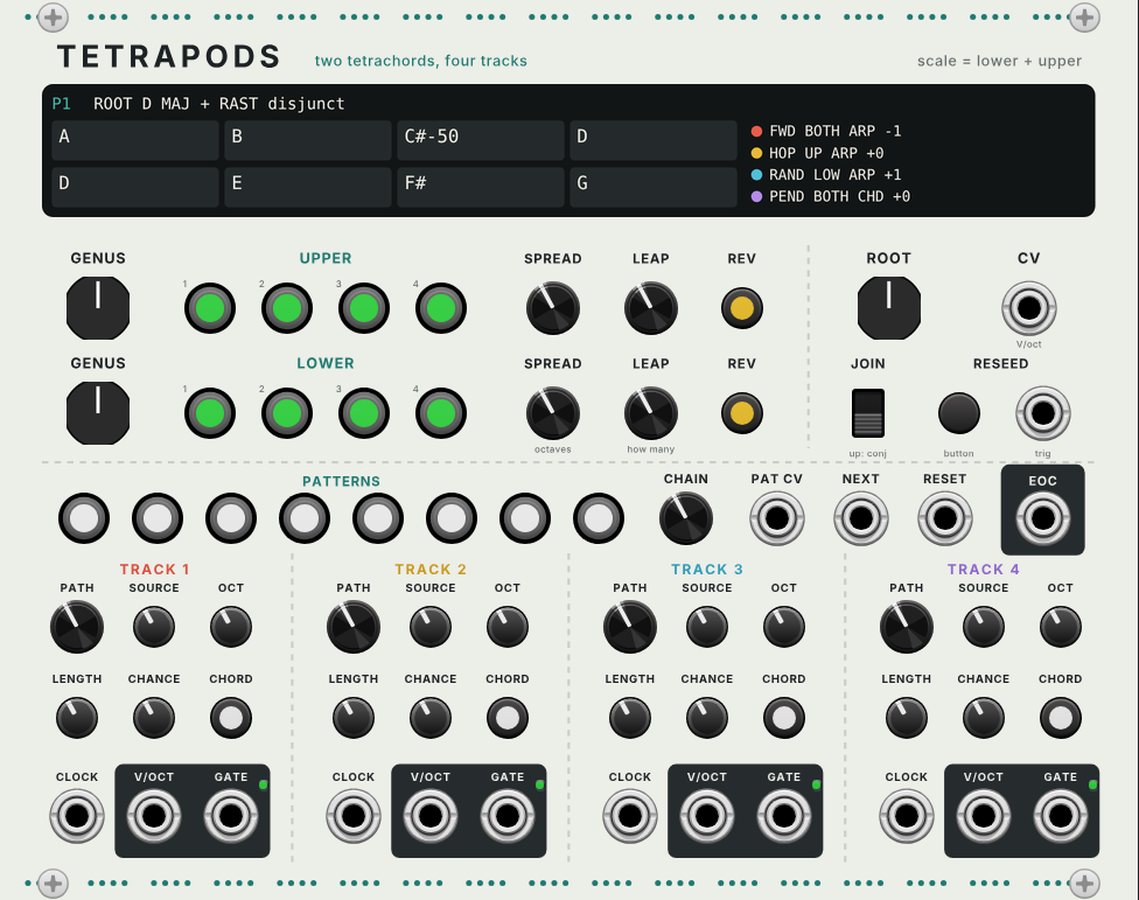 TETRAPODS two tetrachords, four tracks scale = lower + upper
P1 ROOT D MAJ + RAST disjunct
A B C#-50 D
D E F# G
FWD BOTH ARP -1
HOP UP ARP +0
RAND LOW ARP +1
PEND BOTH CHD +0
GENUS UPPER SPREAD LEAP REV ROOT CV
1 2 3 4
V/oct
GENUS LOWER SPREAD LEAP REV JOIN RESEED
1 2 3 4
octaves how many up: conj button trig
PATTERNS CHAIN PAT CV NEXT RESET EOC
TRACK 1 TRACK 2 TRACK 3 TRACK 4
PATH SOURCE OCT PATH SOURCE OCT PATH SOURCE OCT PATH SOURCE OCT
LENGTH CHANCE CHORD LENGTH CHANCE CHORD LENGTH CHANCE CHORD LENGTH CHANCE CHORD
CLOCK V/OCT GATE CLOCK V/OCT GATE CLOCK V/OCT GATE CLOCK V/OCT GATE